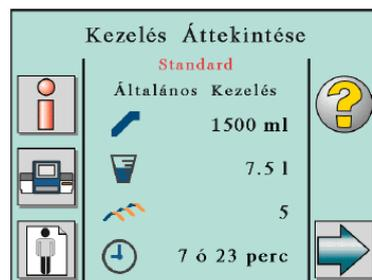 Kezelés Áttekintése
Standard
Általános Kezelés
1500 ml
7.5 l
5
7 ó 23 perc